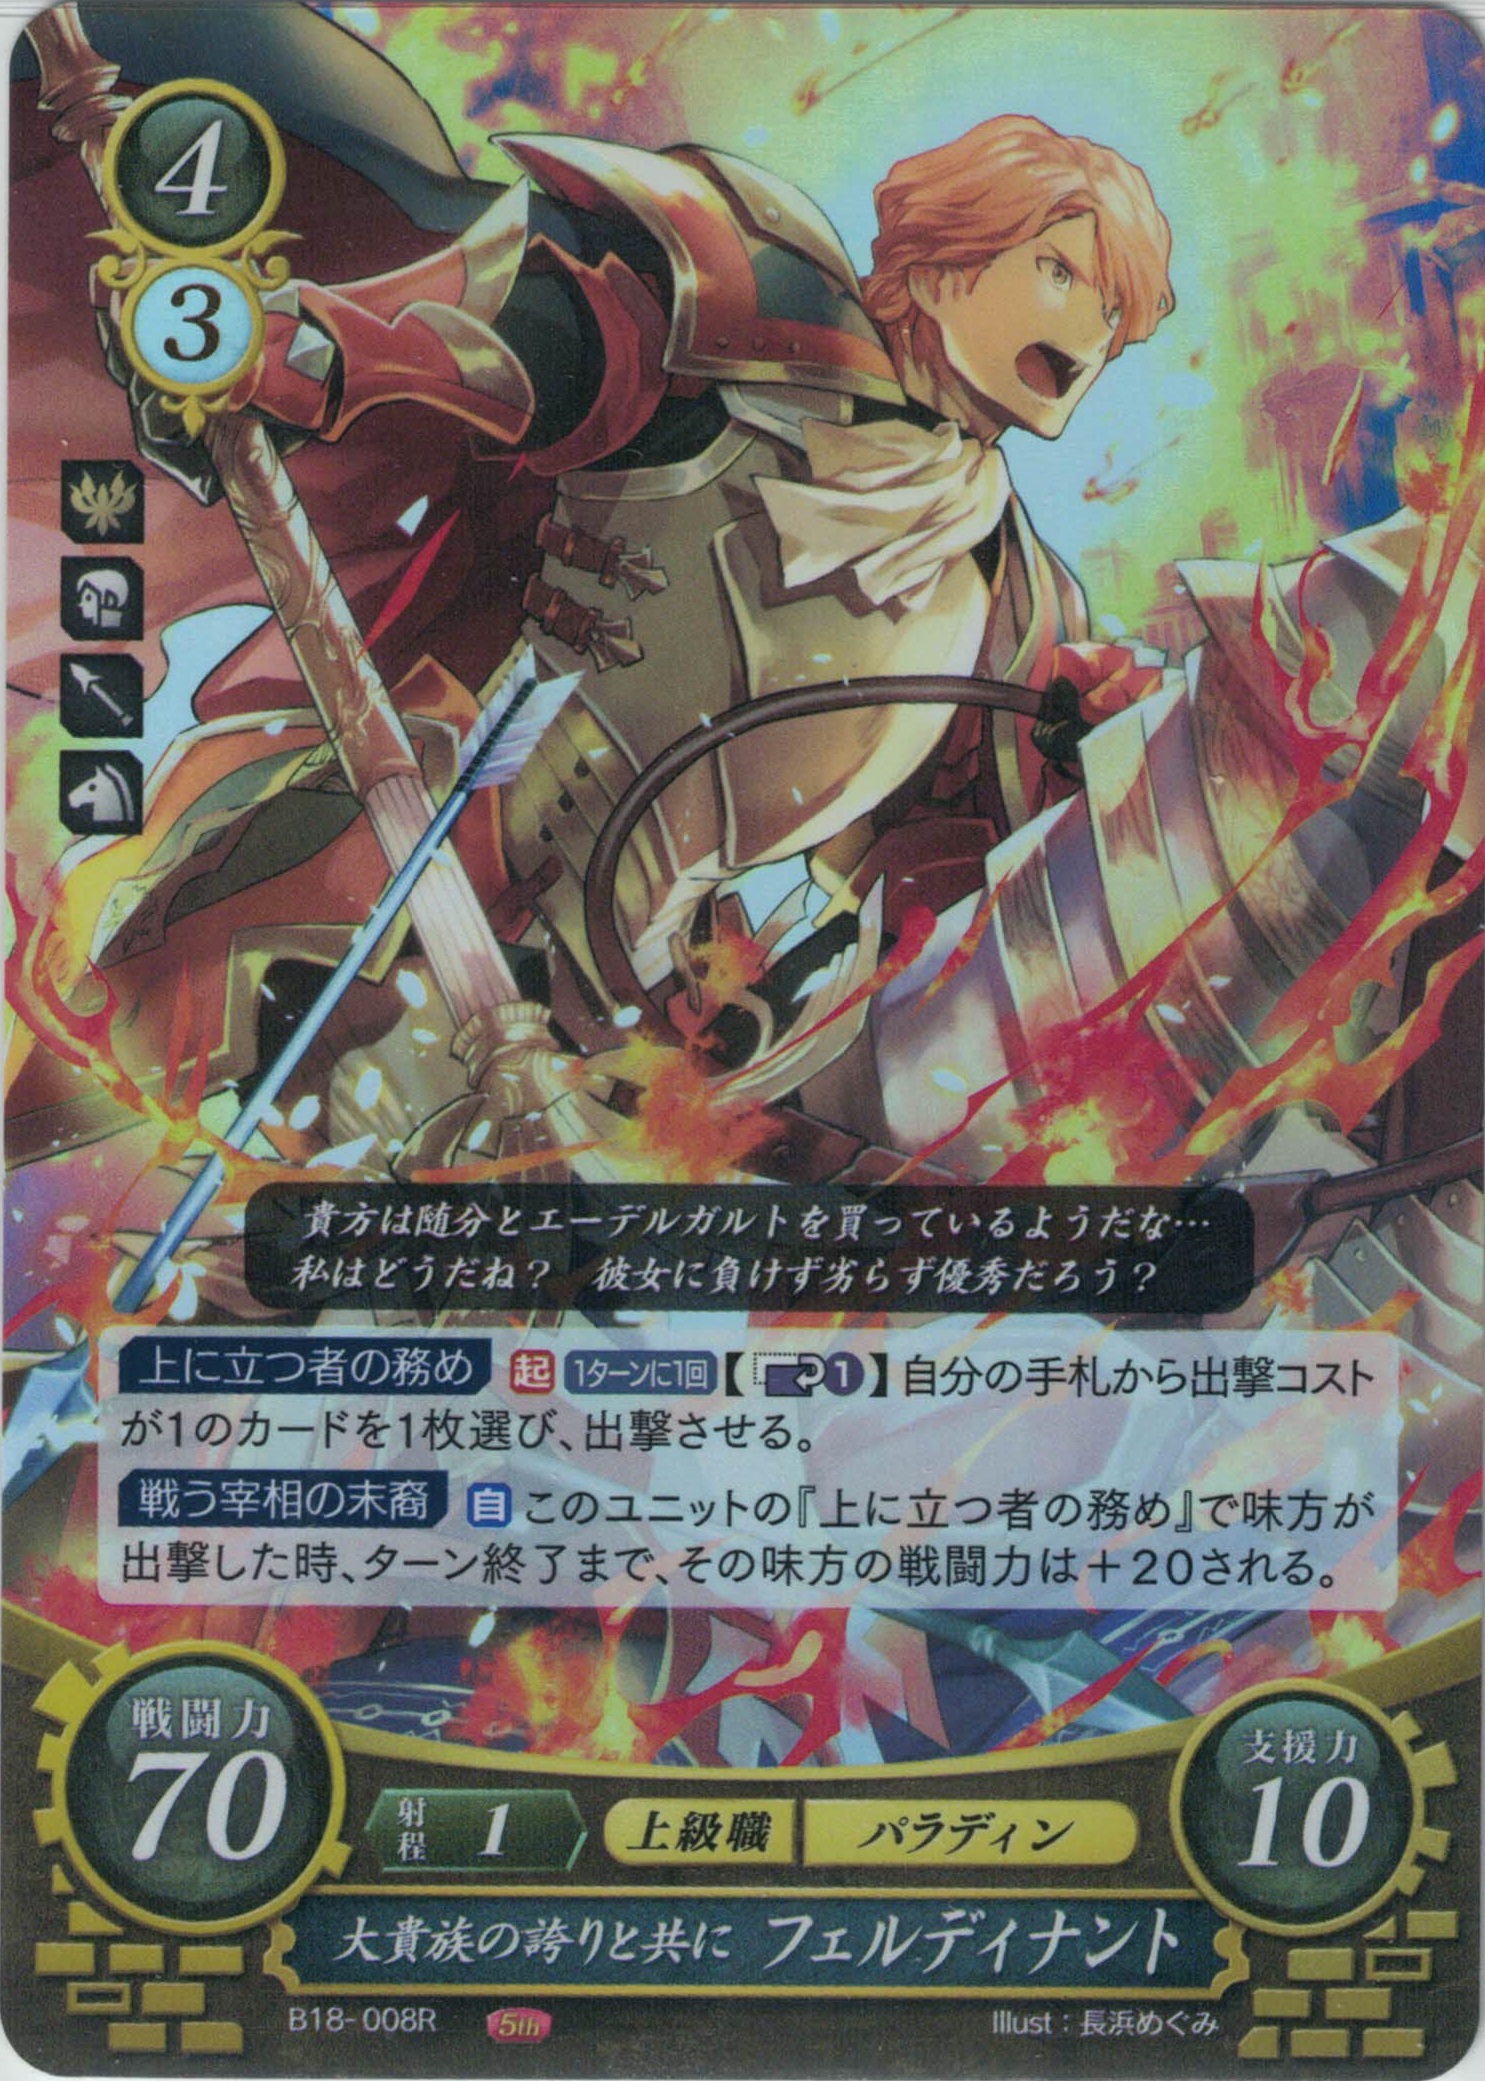 4
3
貴方は随分とエーデルガルトを買っているようだな…
私はどうだね？　彼女に負けず劣らず優秀だろう？
上に立つ者の務め 起 1ターンに1回【1】自分の手札から出撃コスト
が1のカードを1枚選び、出撃させる。
戦う宰相の末裔 自 このユニットの『上に立つ者の務め』で味方が
出撃した時、ターン終了まで、その味方の戦闘力は＋20される。
戦闘力
70
射程 1
上級職 パラディン
支援力
10
大貴族の誇りと共に フェルディナント
B18-008R 5th Illust：長浜めぐみ